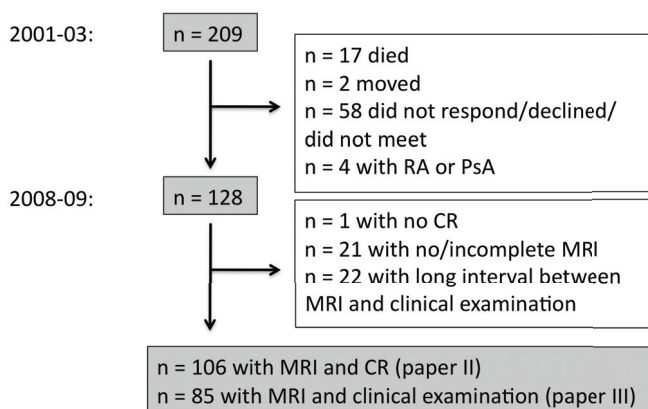 2001-03:
n = 209
n = 17 died
n = 2 moved
n = 58 did not respond/declined/
did not meet
n = 4 with RA or PsA
2008-09:
n = 128
n = 1 with no CR
n = 21 with no/incomplete MRI
n = 22 with long interval between
MRI and clinical examination
n = 106 with MRI and CR (paper II)
n = 85 with MRI and clinical examination (paper III)